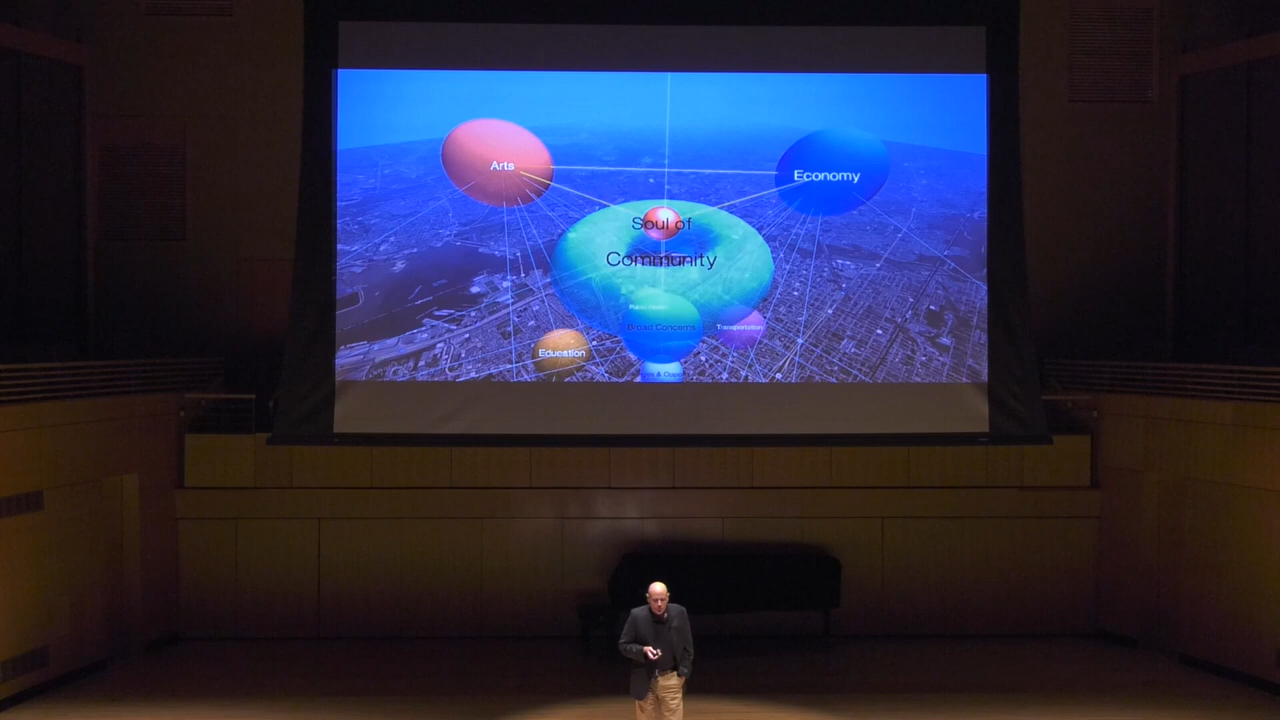 Arts
Economy
Soul of
Community
Broad Concerns
Transportation
Education